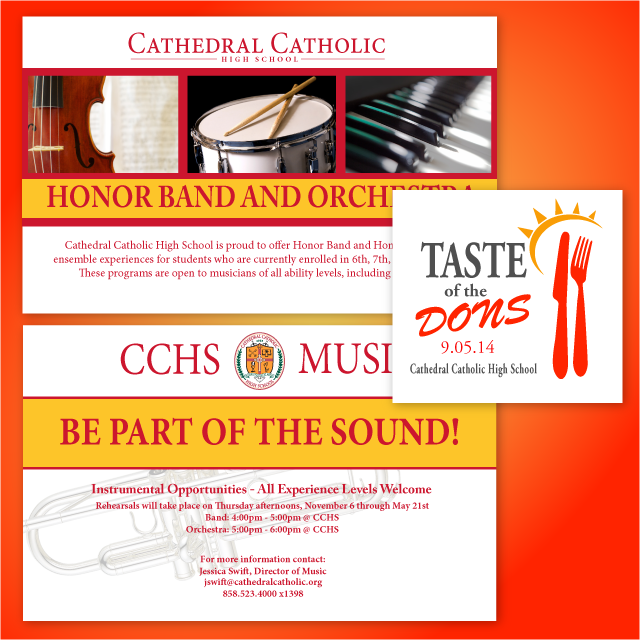 CATHEDRAL CATHOLIC
HIGH SCHOOL
HONOR BAND AND ORCHESTRA
Cathedral Catholic High School is proud to offer Honor Band and Hon
ensemble experiences for students who are currently enrolled in 6th, 7th,
These programs are open to musicians of all ability levels, including
TASTE
of the
DONS
9.05.14
Cathedral Catholic High School
CCHS MUSI
CATHEDRAL CATHOLIC
HIGH SCHOOL
BE PART OF THE SOUND!
Instrumental Opportunities - All Experience Levels Welcome
Rehearsals will take place on Thursday afternoons, November 6 through May 21st
Band: 4:00pm - 5:00pm @ CCHS
Orchestra: 5:00pm - 6:00pm @ CCHS
For more information contact:
Jessica Swift, Director of Music
jswift@cathedralcatholic.org
858.523.4000 x1398